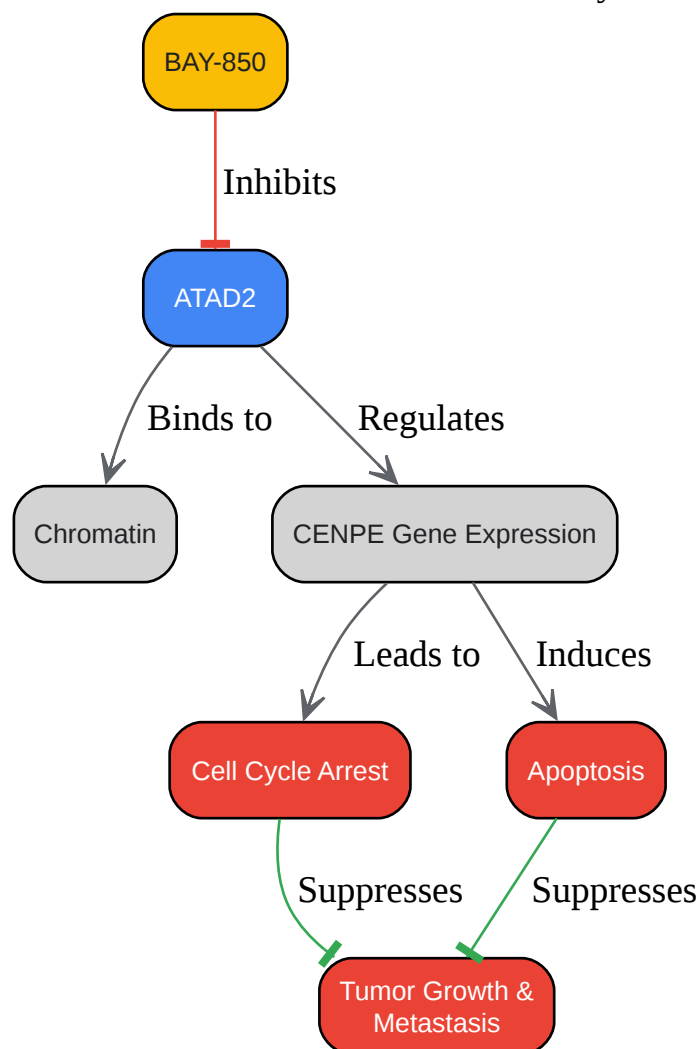 BAY-850
Inhibits
ATAD2
Binds to
Regulates
Chromatin
CENPE Gene Expression
Leads to
Induces
Cell Cycle Arrest
Apoptosis
Suppresses
Suppresses
Tumor Growth &
Metastasis